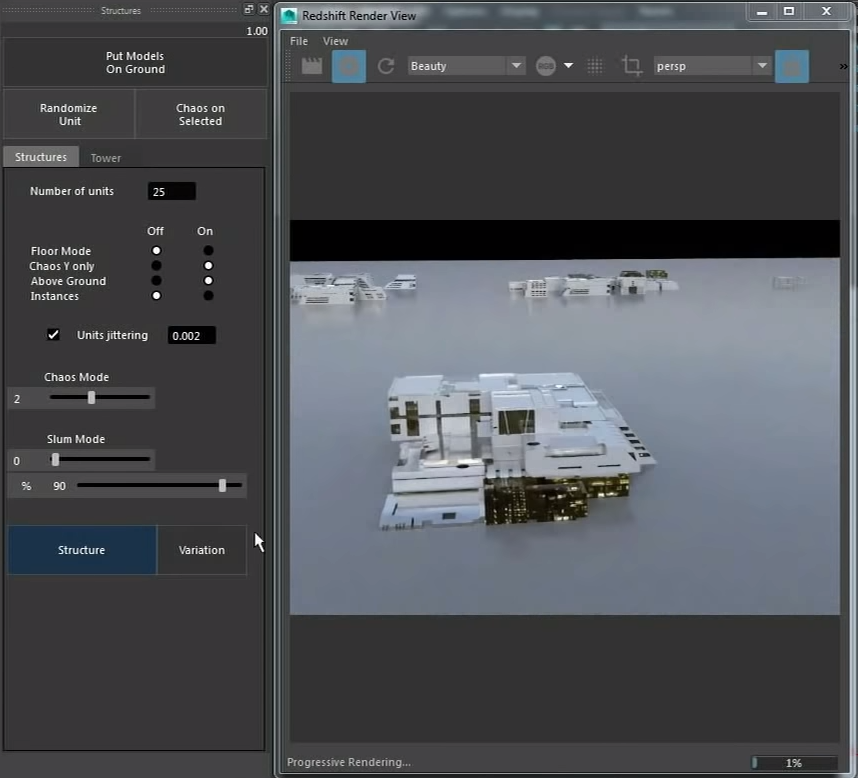 Structures
1.00
Put Models
On Ground
Randomize
Unit
Chaos on
Selected
Structures
Tower
Number of units
25
Off
On
Floor Mode
Chaos Y only
Above Ground
Instances
Units jittering
0.002
Chaos Mode
2
Slum Mode
0
%
90
Structure
Variation
Redshift Render View
File
View
Beauty
RGB
persp
Progressive Rendering...
1%